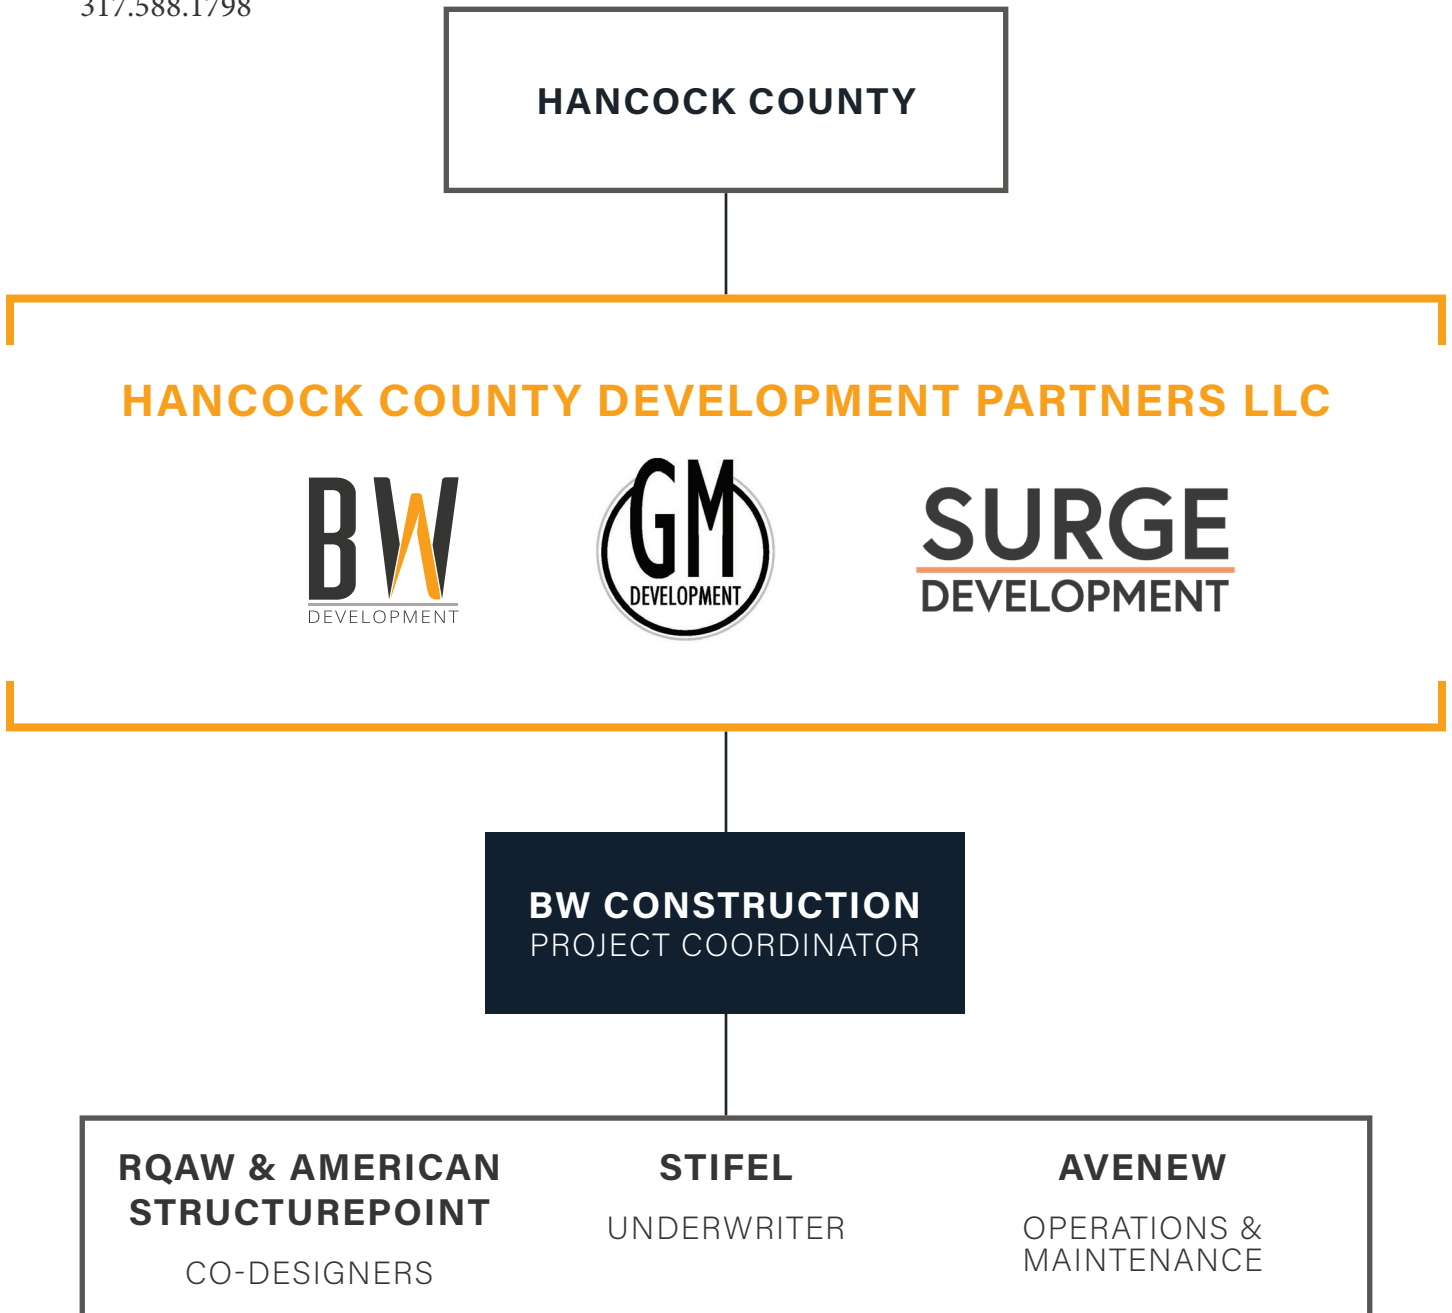 317.588.1798
HANCOCK COUNTY
HANCOCK COUNTY DEVELOPMENT PARTNERS LLC
BW
DEVELOPMENT
GM
DEVELOPMENT
SURGE
DEVELOPMENT
BW CONSTRUCTION
PROJECT COORDINATOR
RQAW & AMERICAN
STRUCTUREPOINT
CO-DESIGNERS
STIFEL
UNDERWRITER
AVENEW
OPERATIONS &
MAINTENANCE